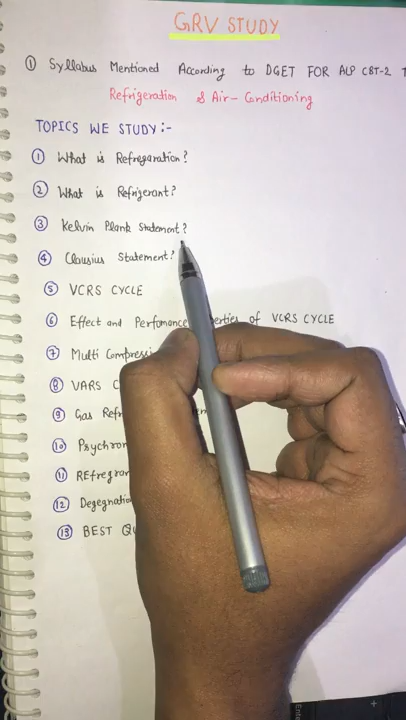 GRV STUDY
① Syllabus Mentioned According to DGET FOR ALP CBT-2
Refrigeration & Air-Cnditioning
TOPICS WE STUDY:-
① What is Refregaration?
② What is Refrigerant?
③ Kelvin Plank Statement?
④ Clausius Statement?
⑤ VCRS CYCLE
⑥ Effect and Perfomance of VCRS CYCLE
⑦ Multi
⑧ VARS
⑨ Gas
⑩
⑪
⑫
⑬ BEST